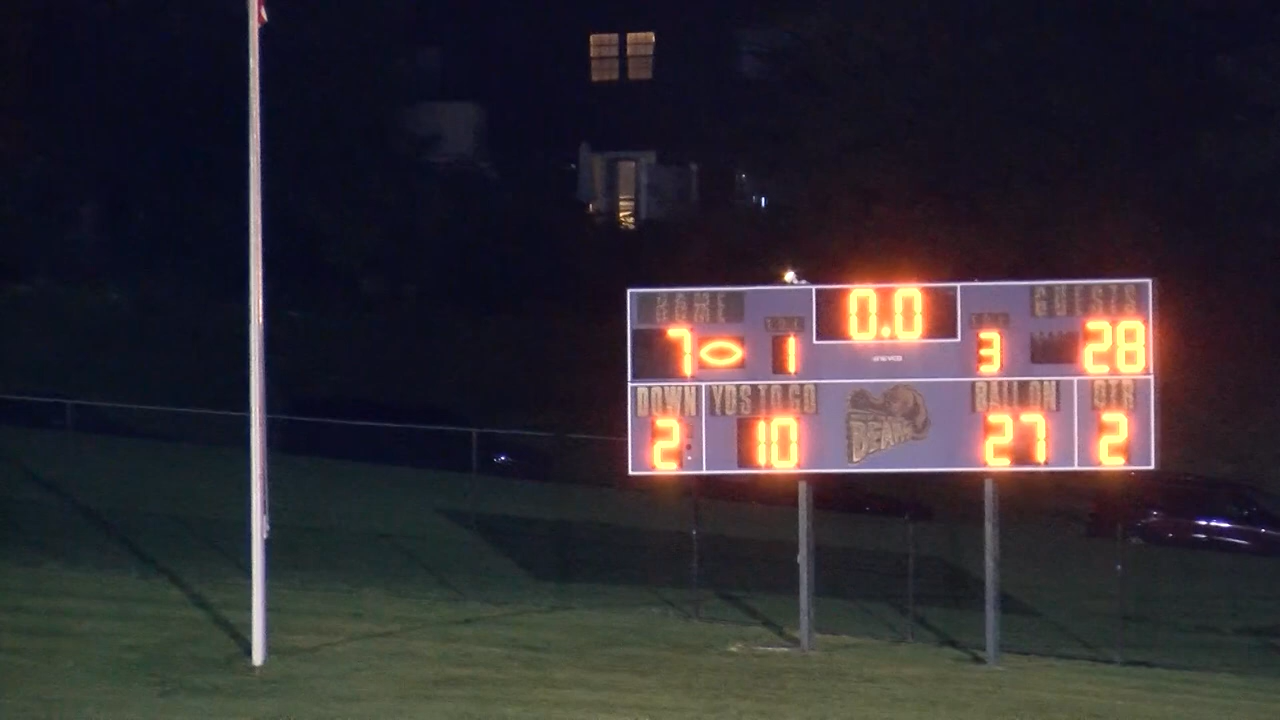 HOME 0.0 GUESTS
T.O.L T.O.L
7 1 3 28
DOWN YDS TO GO BALL ON QTR
2 10 BEARS 27 2